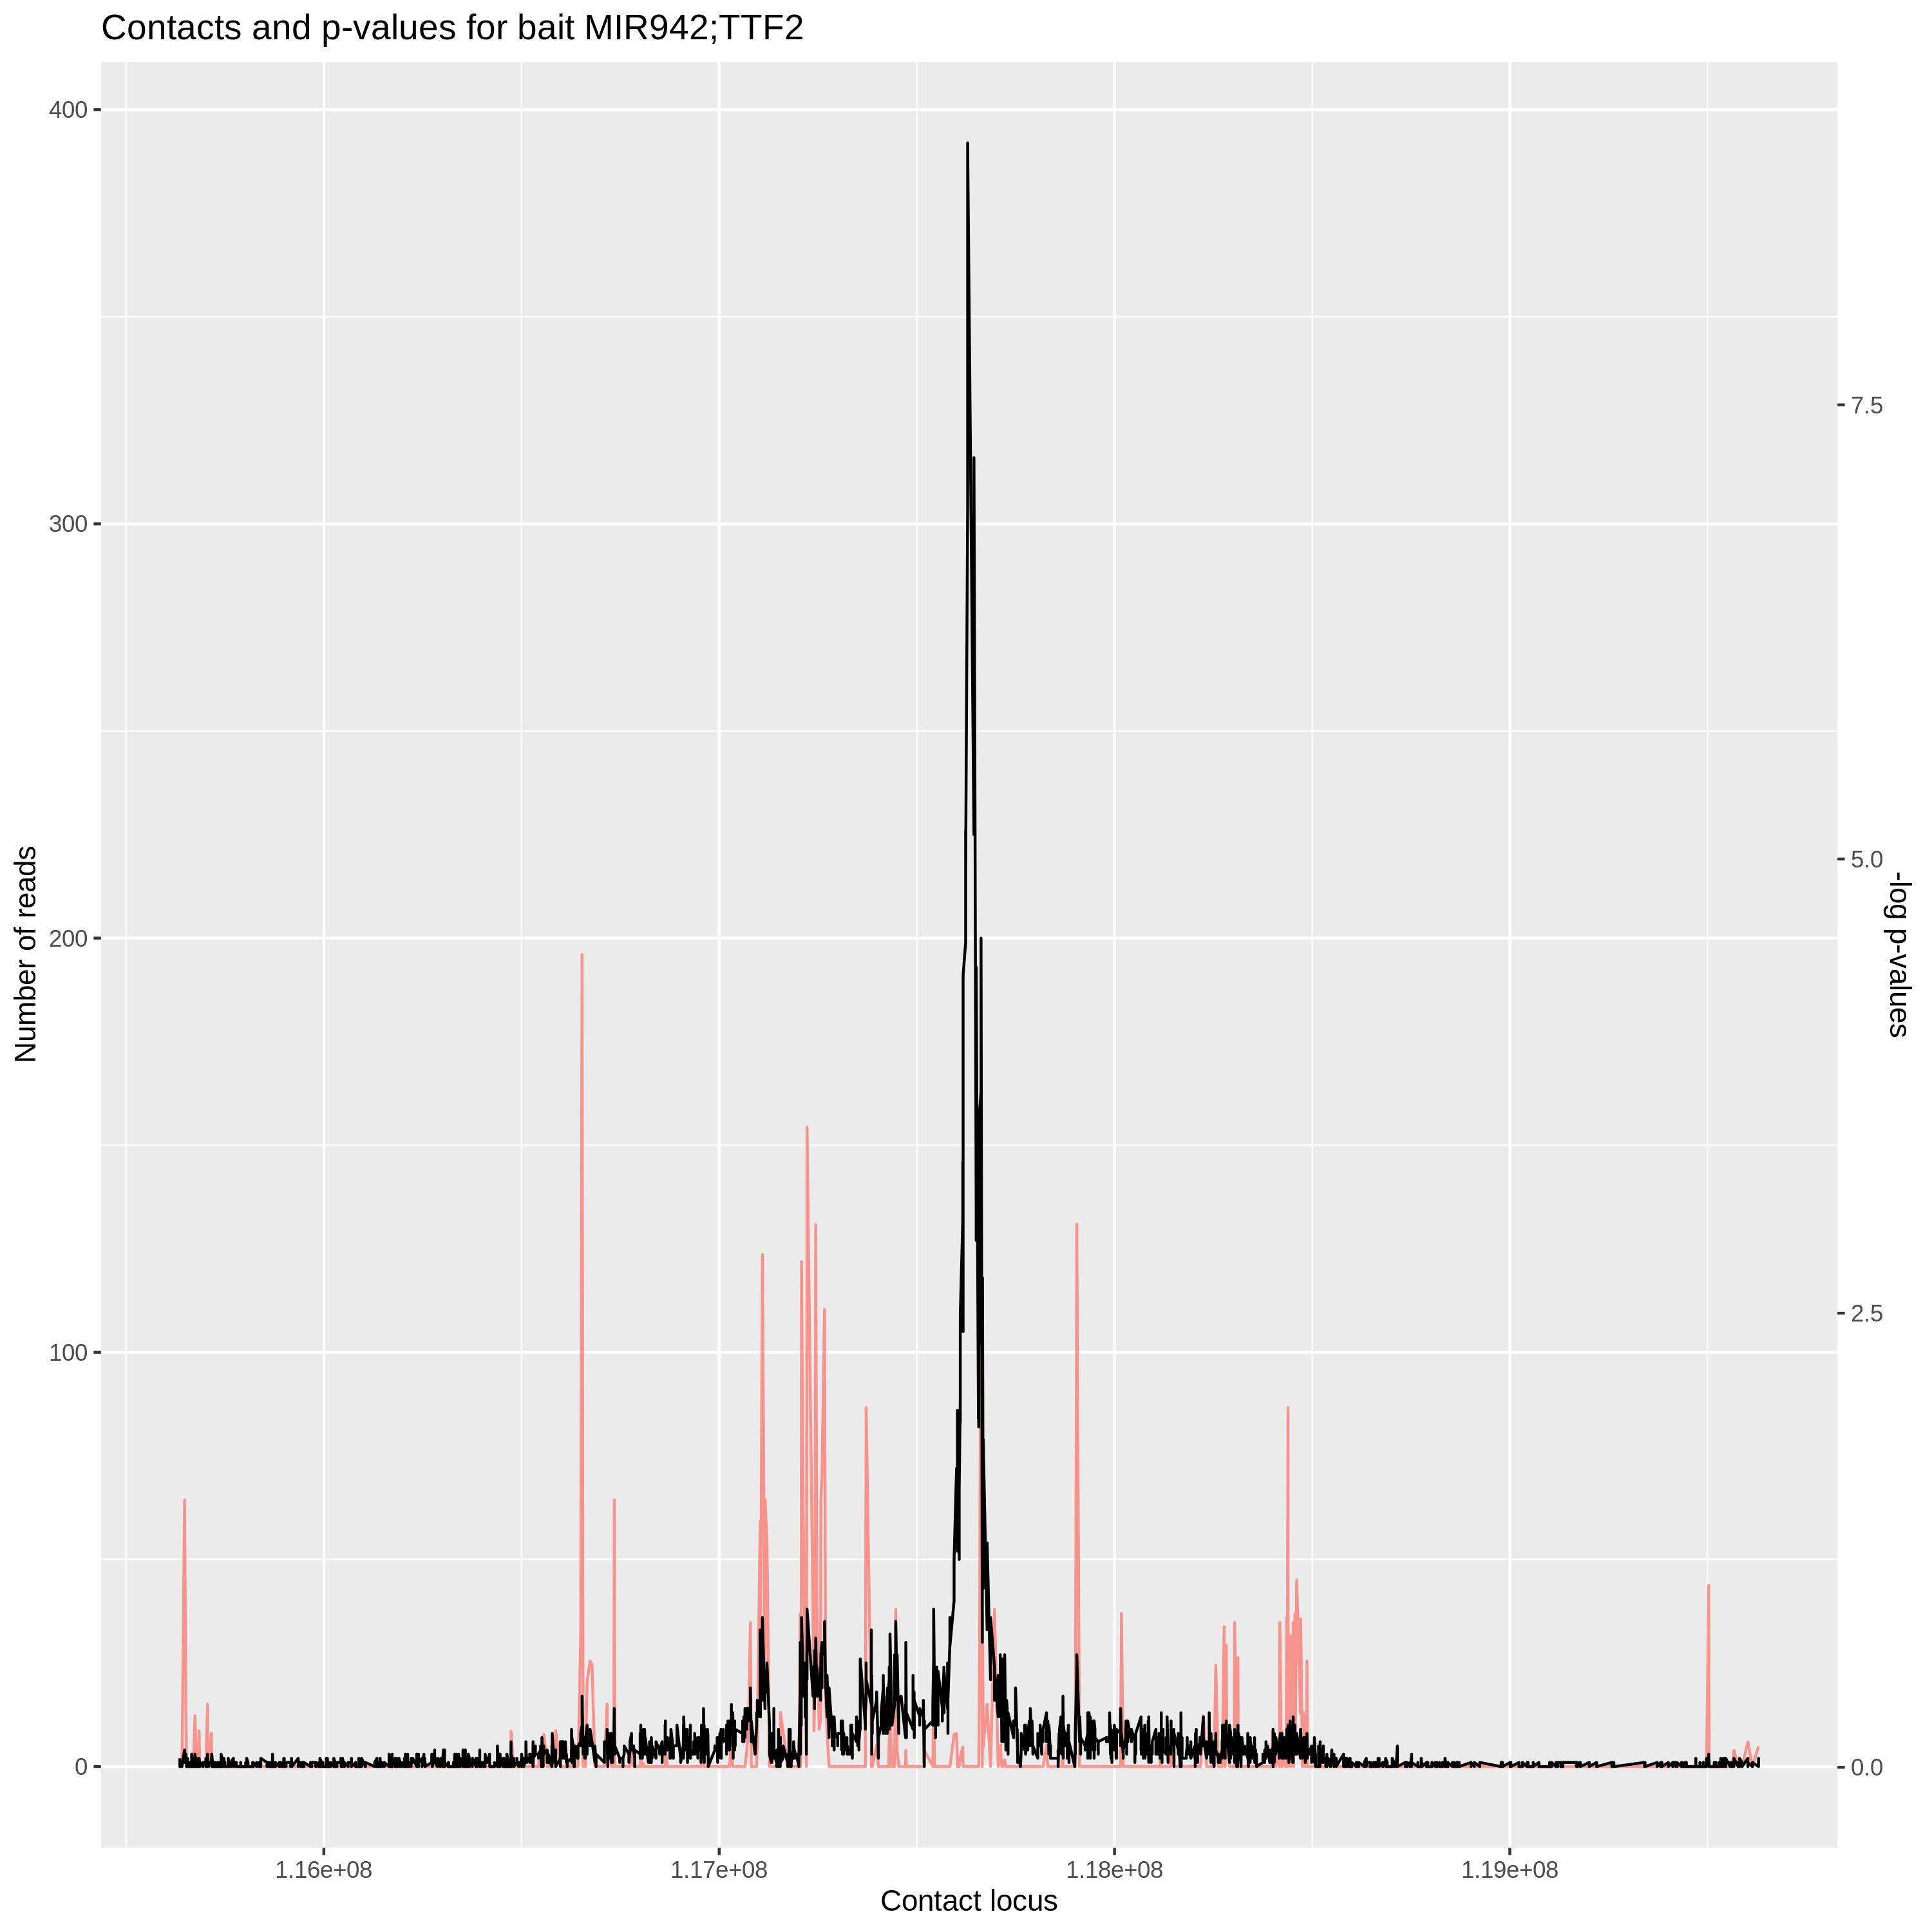 Contacts and p-values for bait MIR942;TTF2
400
300
200
100
0
Number of reads
7.5
5.0
2.5
0.0
-log p-values
1.16e+08
1.17e+08
1.18e+08
1.19e+08
Contact locus